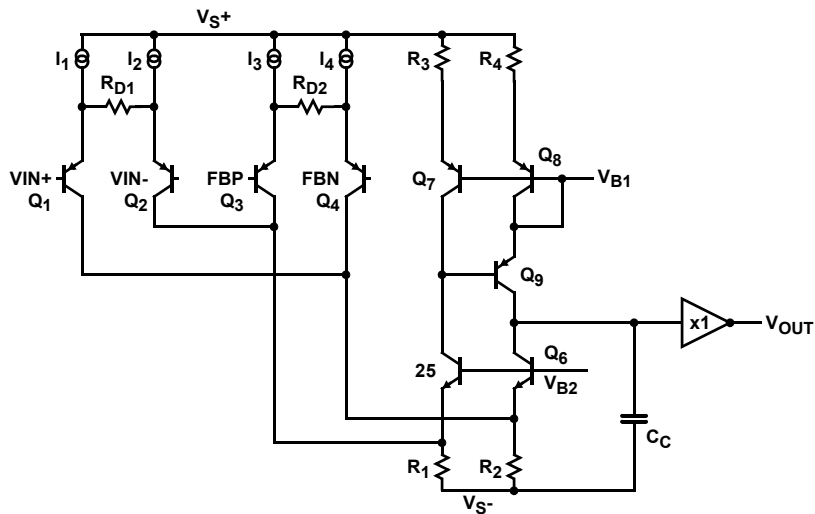 VS+
I1
I2
I3
I4
R3
R4
RD1
RD2
VIN+
Q1
VIN-
Q2
FBP
Q3
FBN
Q4
Q7
Q8
VB1
Q9
x1
VOUT
25
Q6
VB2
CC
R1
R2
VS-